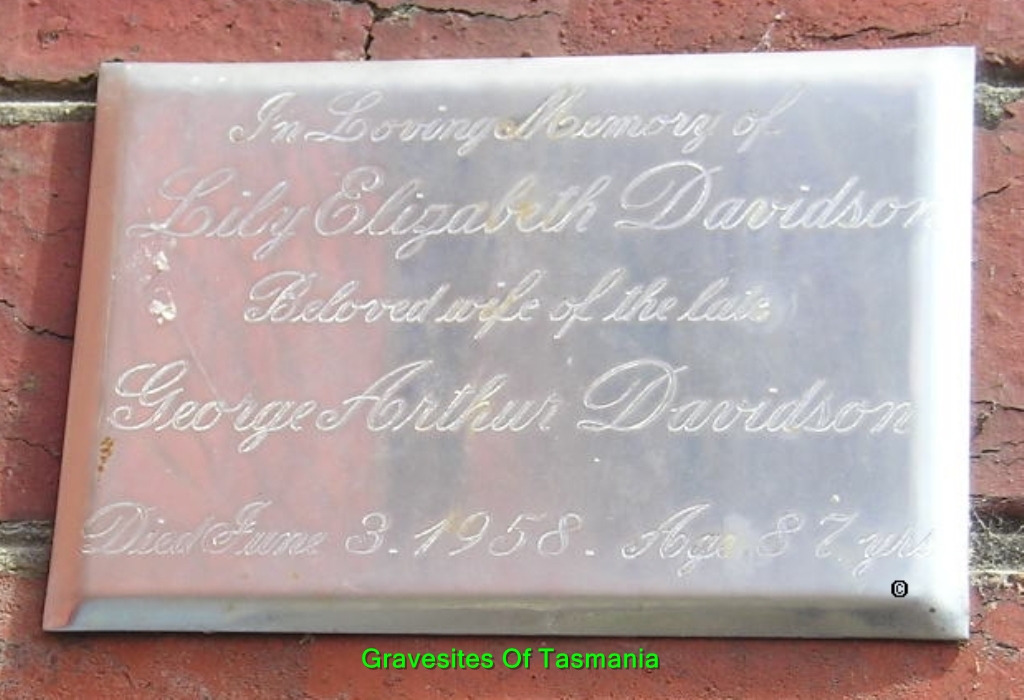 In Loving Memory of
Lily Elizabeth Davidson
Beloved wife of the late
George Arthur Davidson
Died June 3. 1958. Age 87 yrs
©
Gravesites Of Tasmania